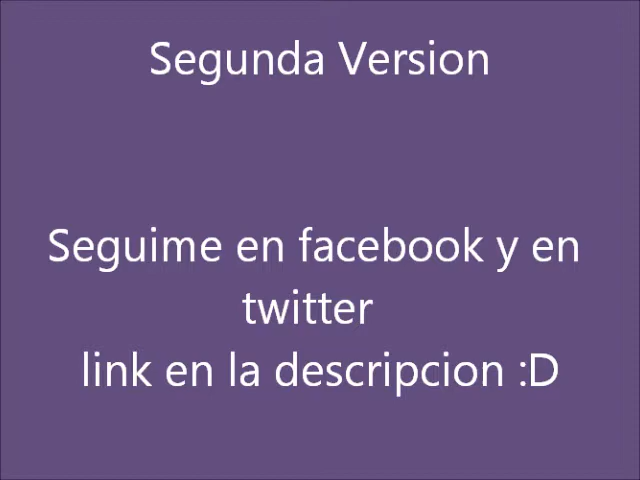 Segunda Version
Seguime en facebook y en
twitter
link en la descripcion :D